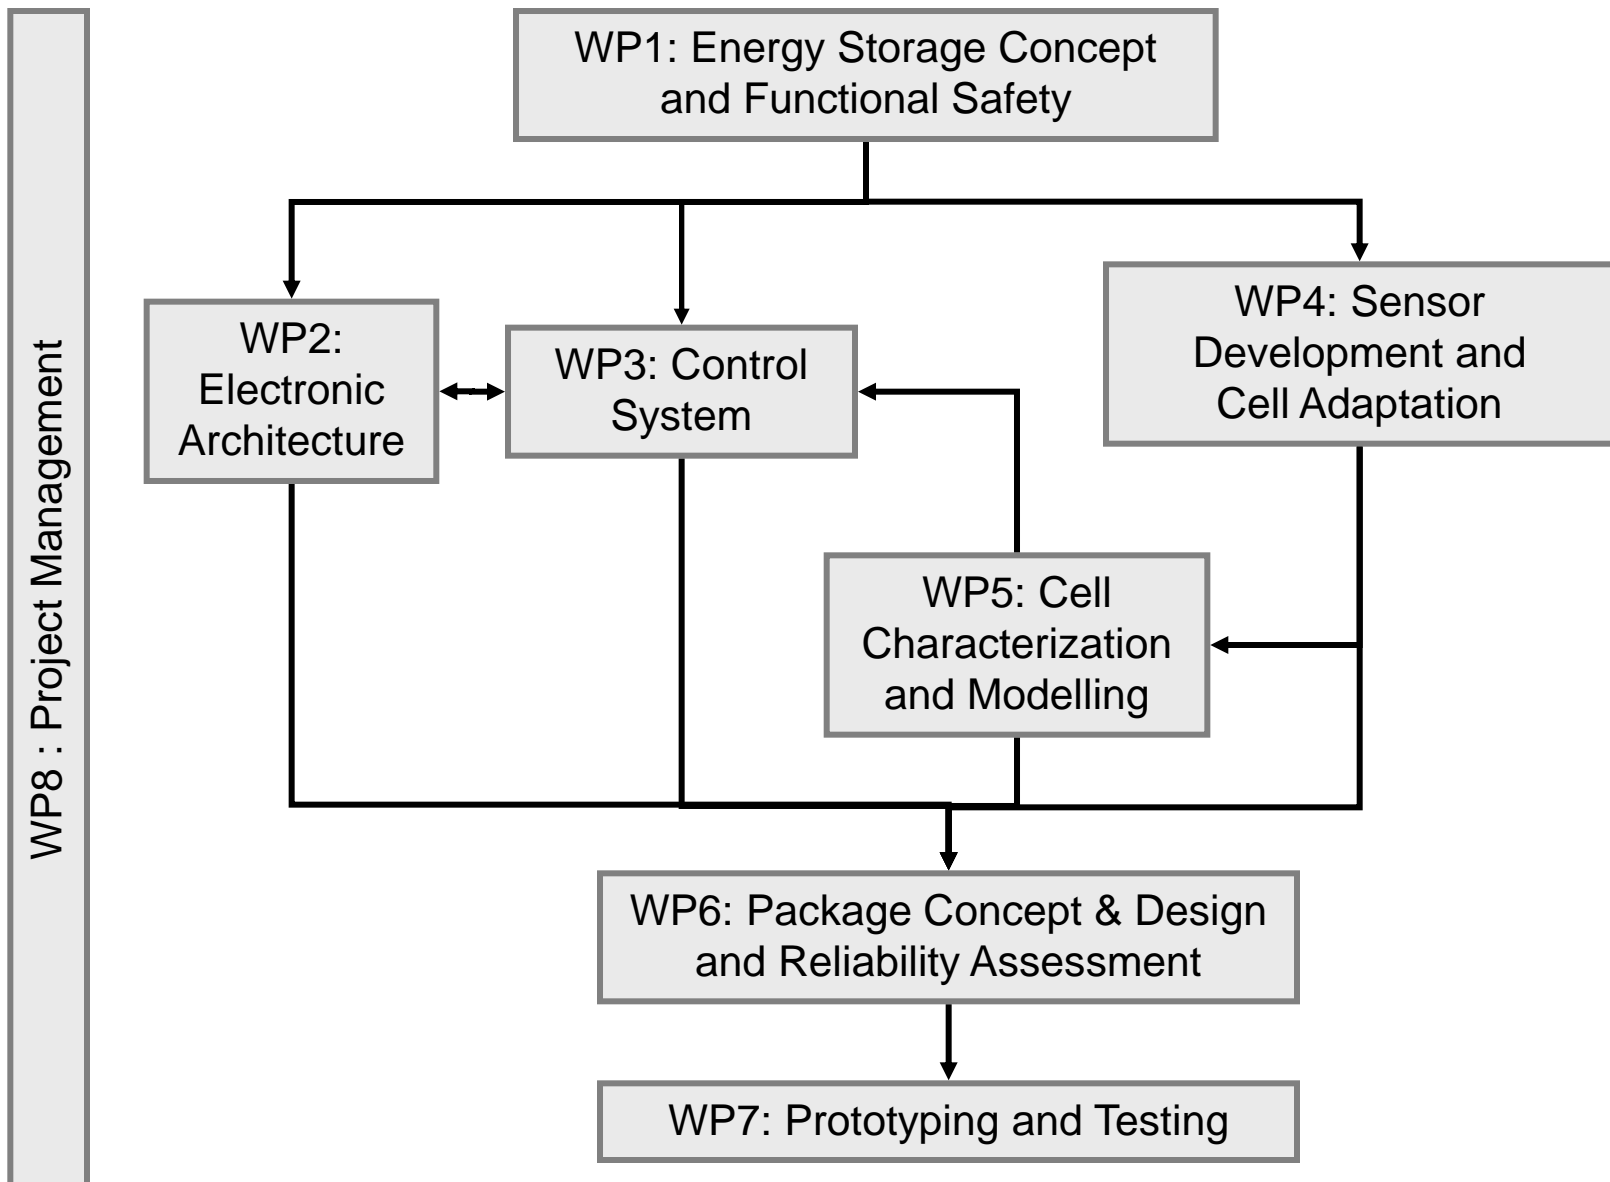 WP1: Energy Storage Concept
and Functional Safety
WP2:
Electronic
Architecture
WP3: Control
System
WP4: Sensor
Development and
Cell Adaptation
WP5: Cell
Characterization
and Modelling
WP6: Package Concept & Design
and Reliability Assessment
WP7: Prototyping and Testing
WP8 : Project Management